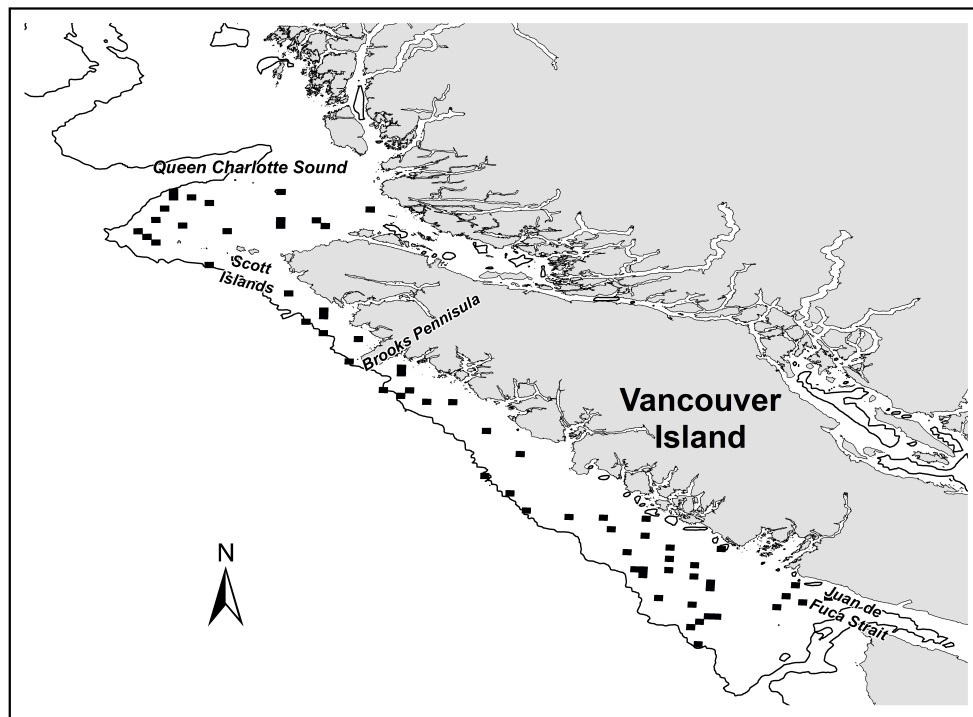 Queen Charlotte Sound
Scott
Islands
Brooks Pennisula
Vancouver
Island
N
Juan de
Fuca Strait